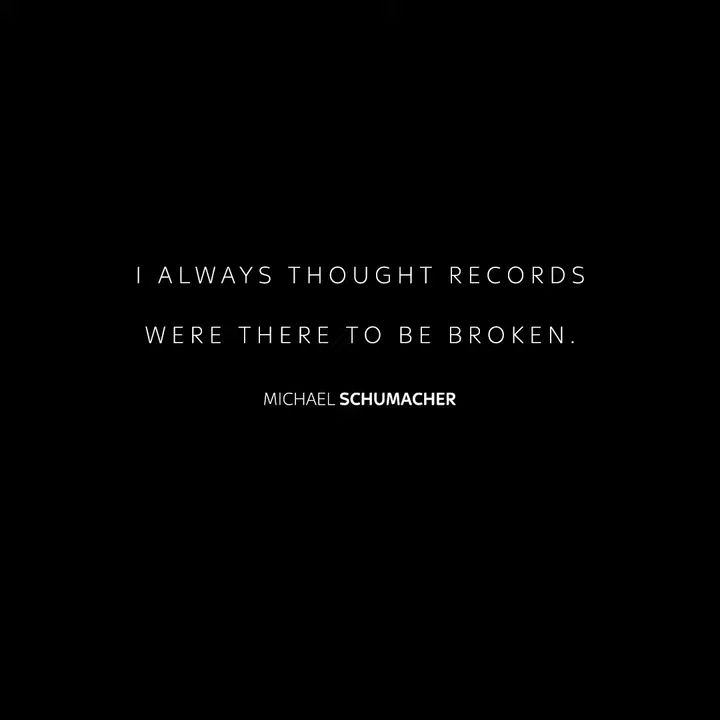 I ALWAYS THOUGHT RECORDS
WERE THERE TO BE BROKEN.
MICHAEL SCHUMACHER